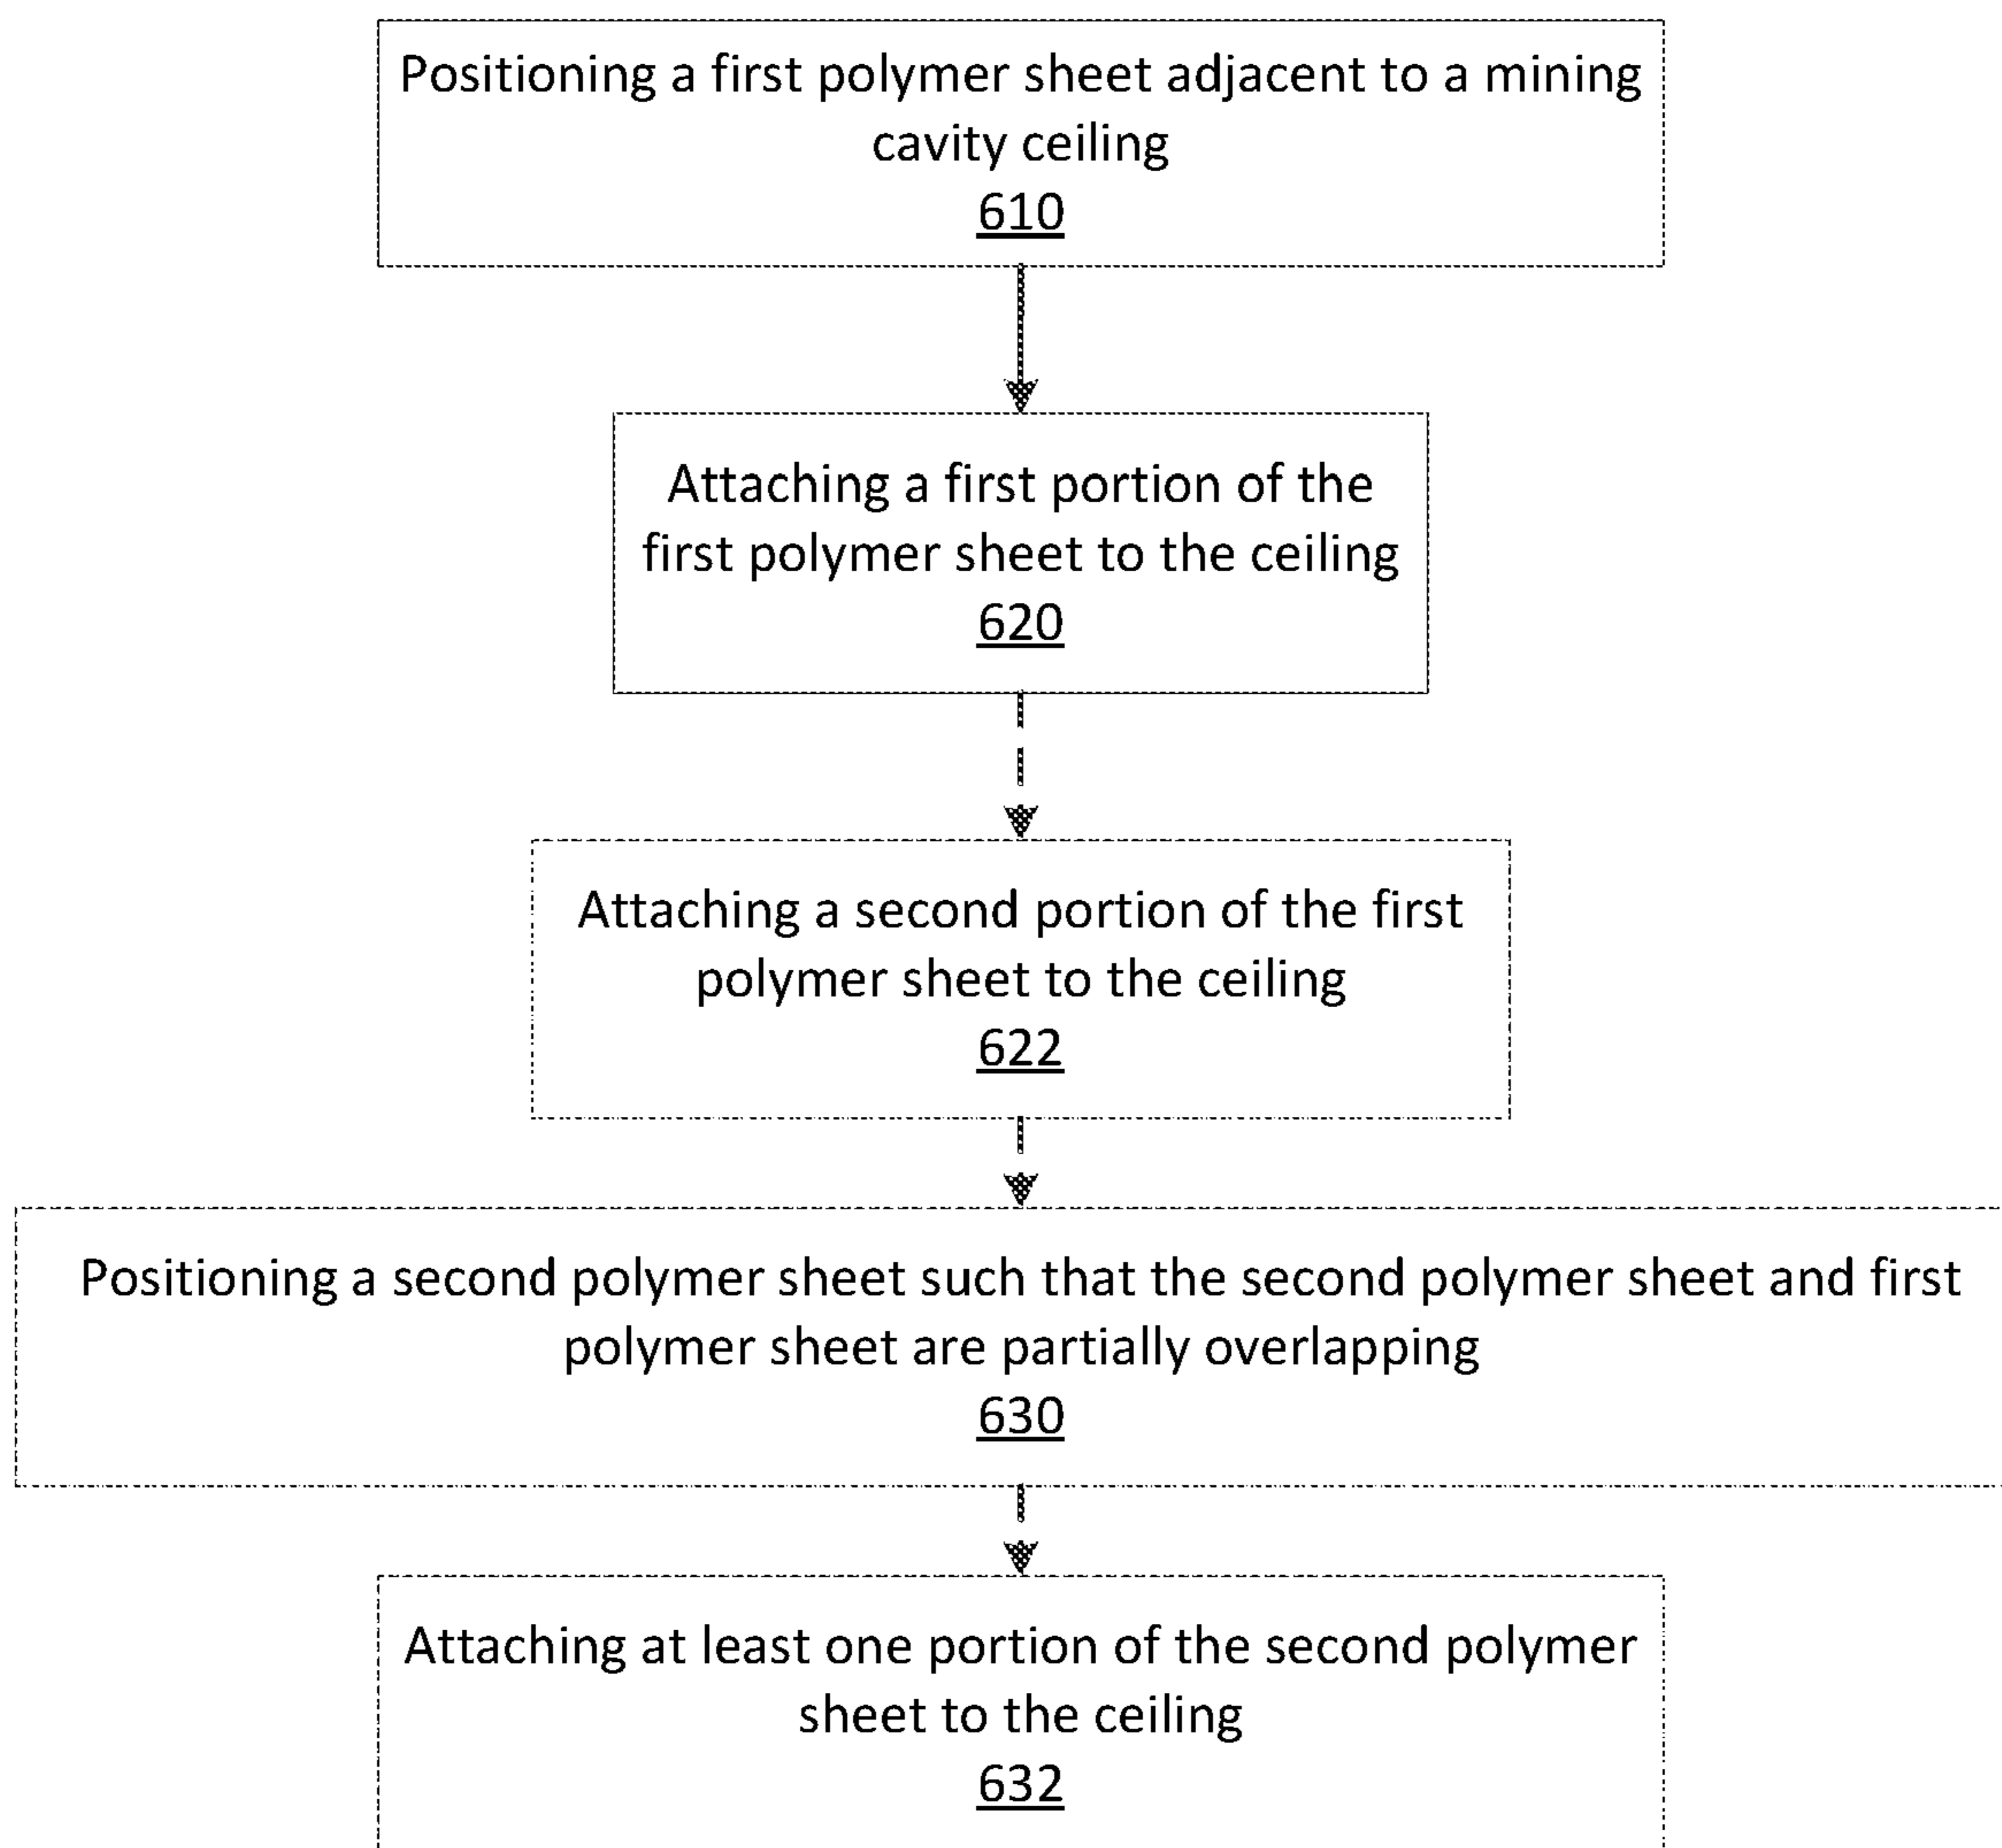 Positioning a first polymer sheet adjacent to a mining
cavity ceiling
610
Attaching a first portion of the
first polymer sheet to the ceiling
620
Attaching a second portion of the first
polymer sheet to the ceiling
622
Positioning a second polymer sheet such that the second polymer sheet and first
polymer sheet are partially overlapping
630
Attaching at least one portion of the second polymer
sheet to the ceiling
632